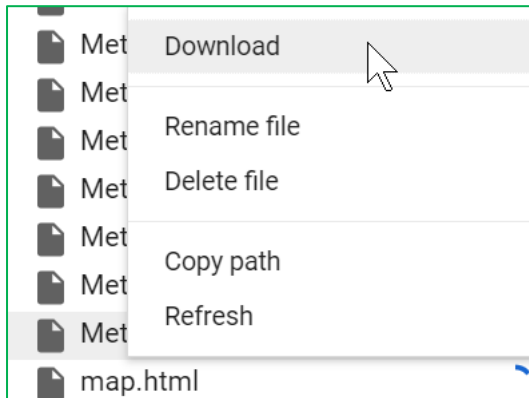 Met
Download
Met
Met
Rename file
Met
Delete file
Met
Copy path
Met
Refresh
Met
map.html